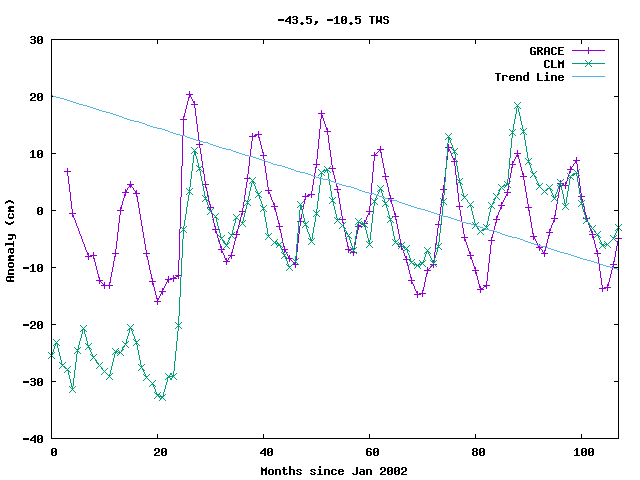 -43.5, -10.5 TWS
30
20
10
0
-10
-20
-30
-40
Anomaly (cm)
GRACE
CLM
Trend Line
0 20 40 60 80 100
Months since Jan 2002